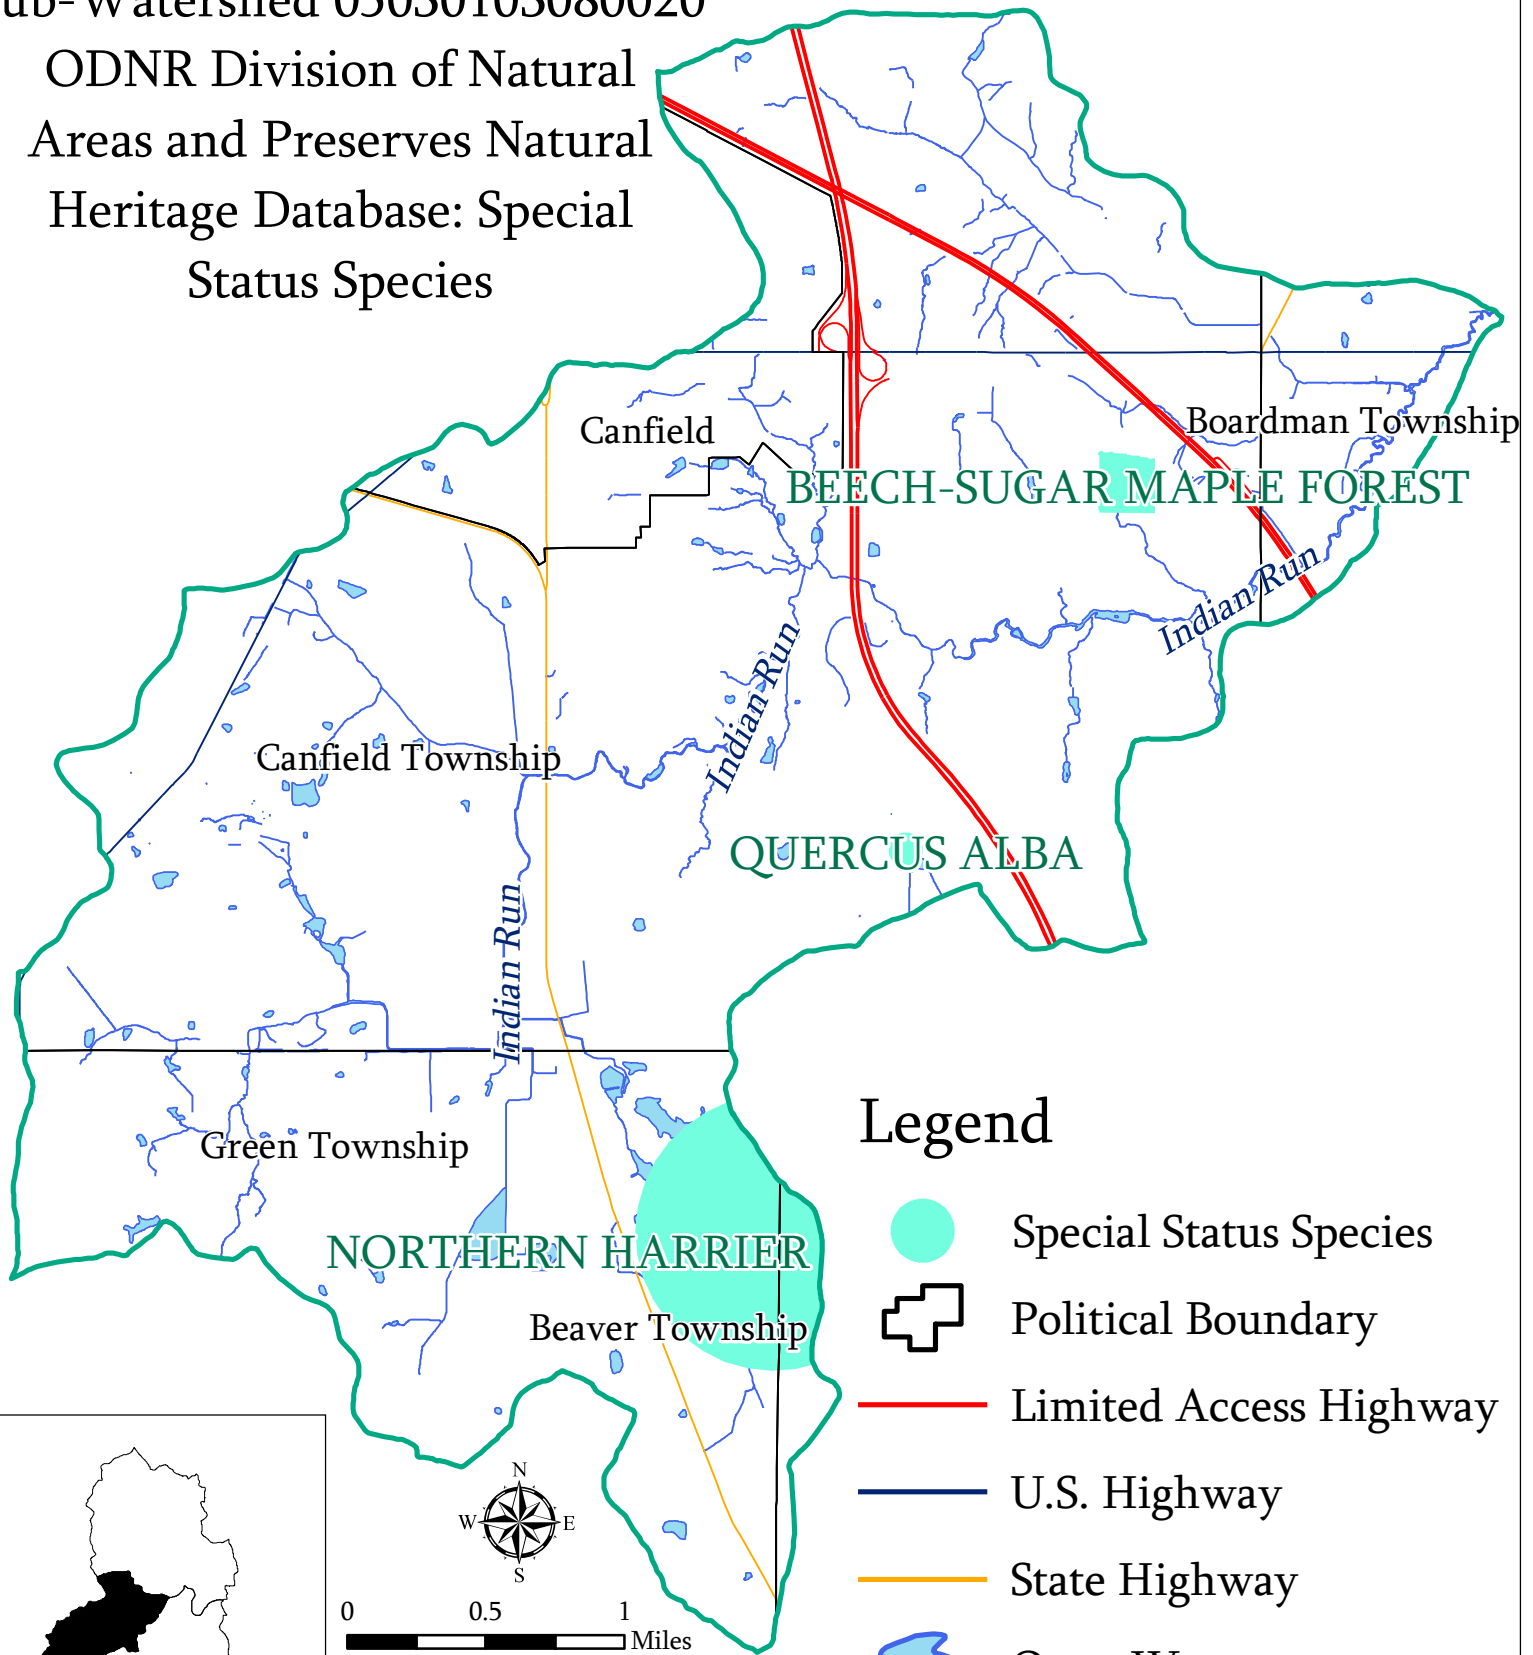 05030103080020
ODNR Division of Natural
Areas and Preserves Natural
Heritage Database: Special
Status Species
Canfield
Boardman Township
BEECH-SUGAR MAPLE FOREST
Indian Run
Indian Run
Canfield Township
QUERCUS ALBA
Indian Run
Green Township
NORTHERN HARRIER
Beaver Township
Legend
Special Status Species
Political Boundary
Limited Access Highway
U.S. Highway
State Highway
N
W
E
S
0 0.5 1
Miles